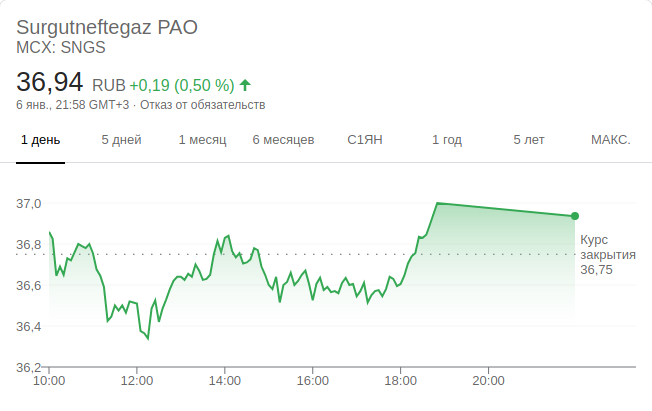 Surgutneftegaz PAO
MCX: SNGS
36,94 RUB +0,19 (0,50 %)
6 янв., 21:58 GMT+3 · Отказ от обязательств
1 день 5 дней 1 месяц 6 месяцев С1ЯН 1 год 5 лет МАКС.
37,0
36,8
36,6
36,4
36,2
Курс
закрытия
36,75
10:00 12:00 14:00 16:00 18:00 20:00